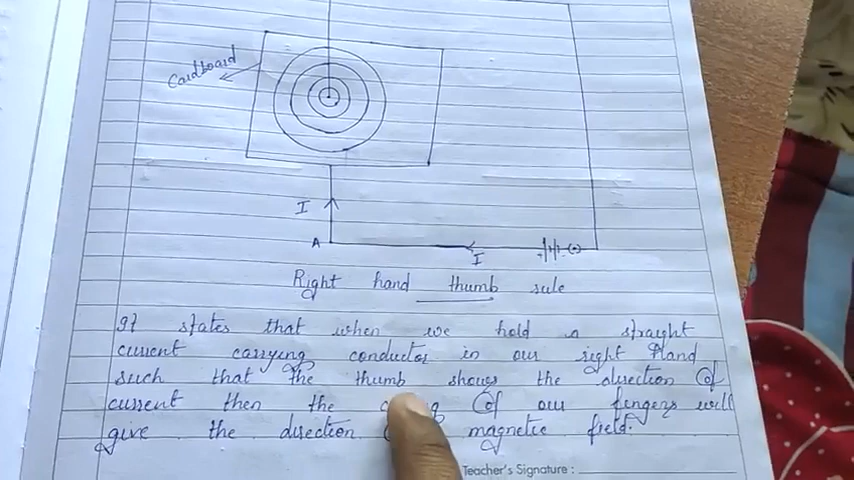 Cardboard
I
A
I
Right hand thumb rule
It states that when we hold a straight
current carrying conductor in our right Hand
such that the thumb shows the direction Of
current then the Of our fingers will
give the direction magnetic field.
Teacher's Signature :